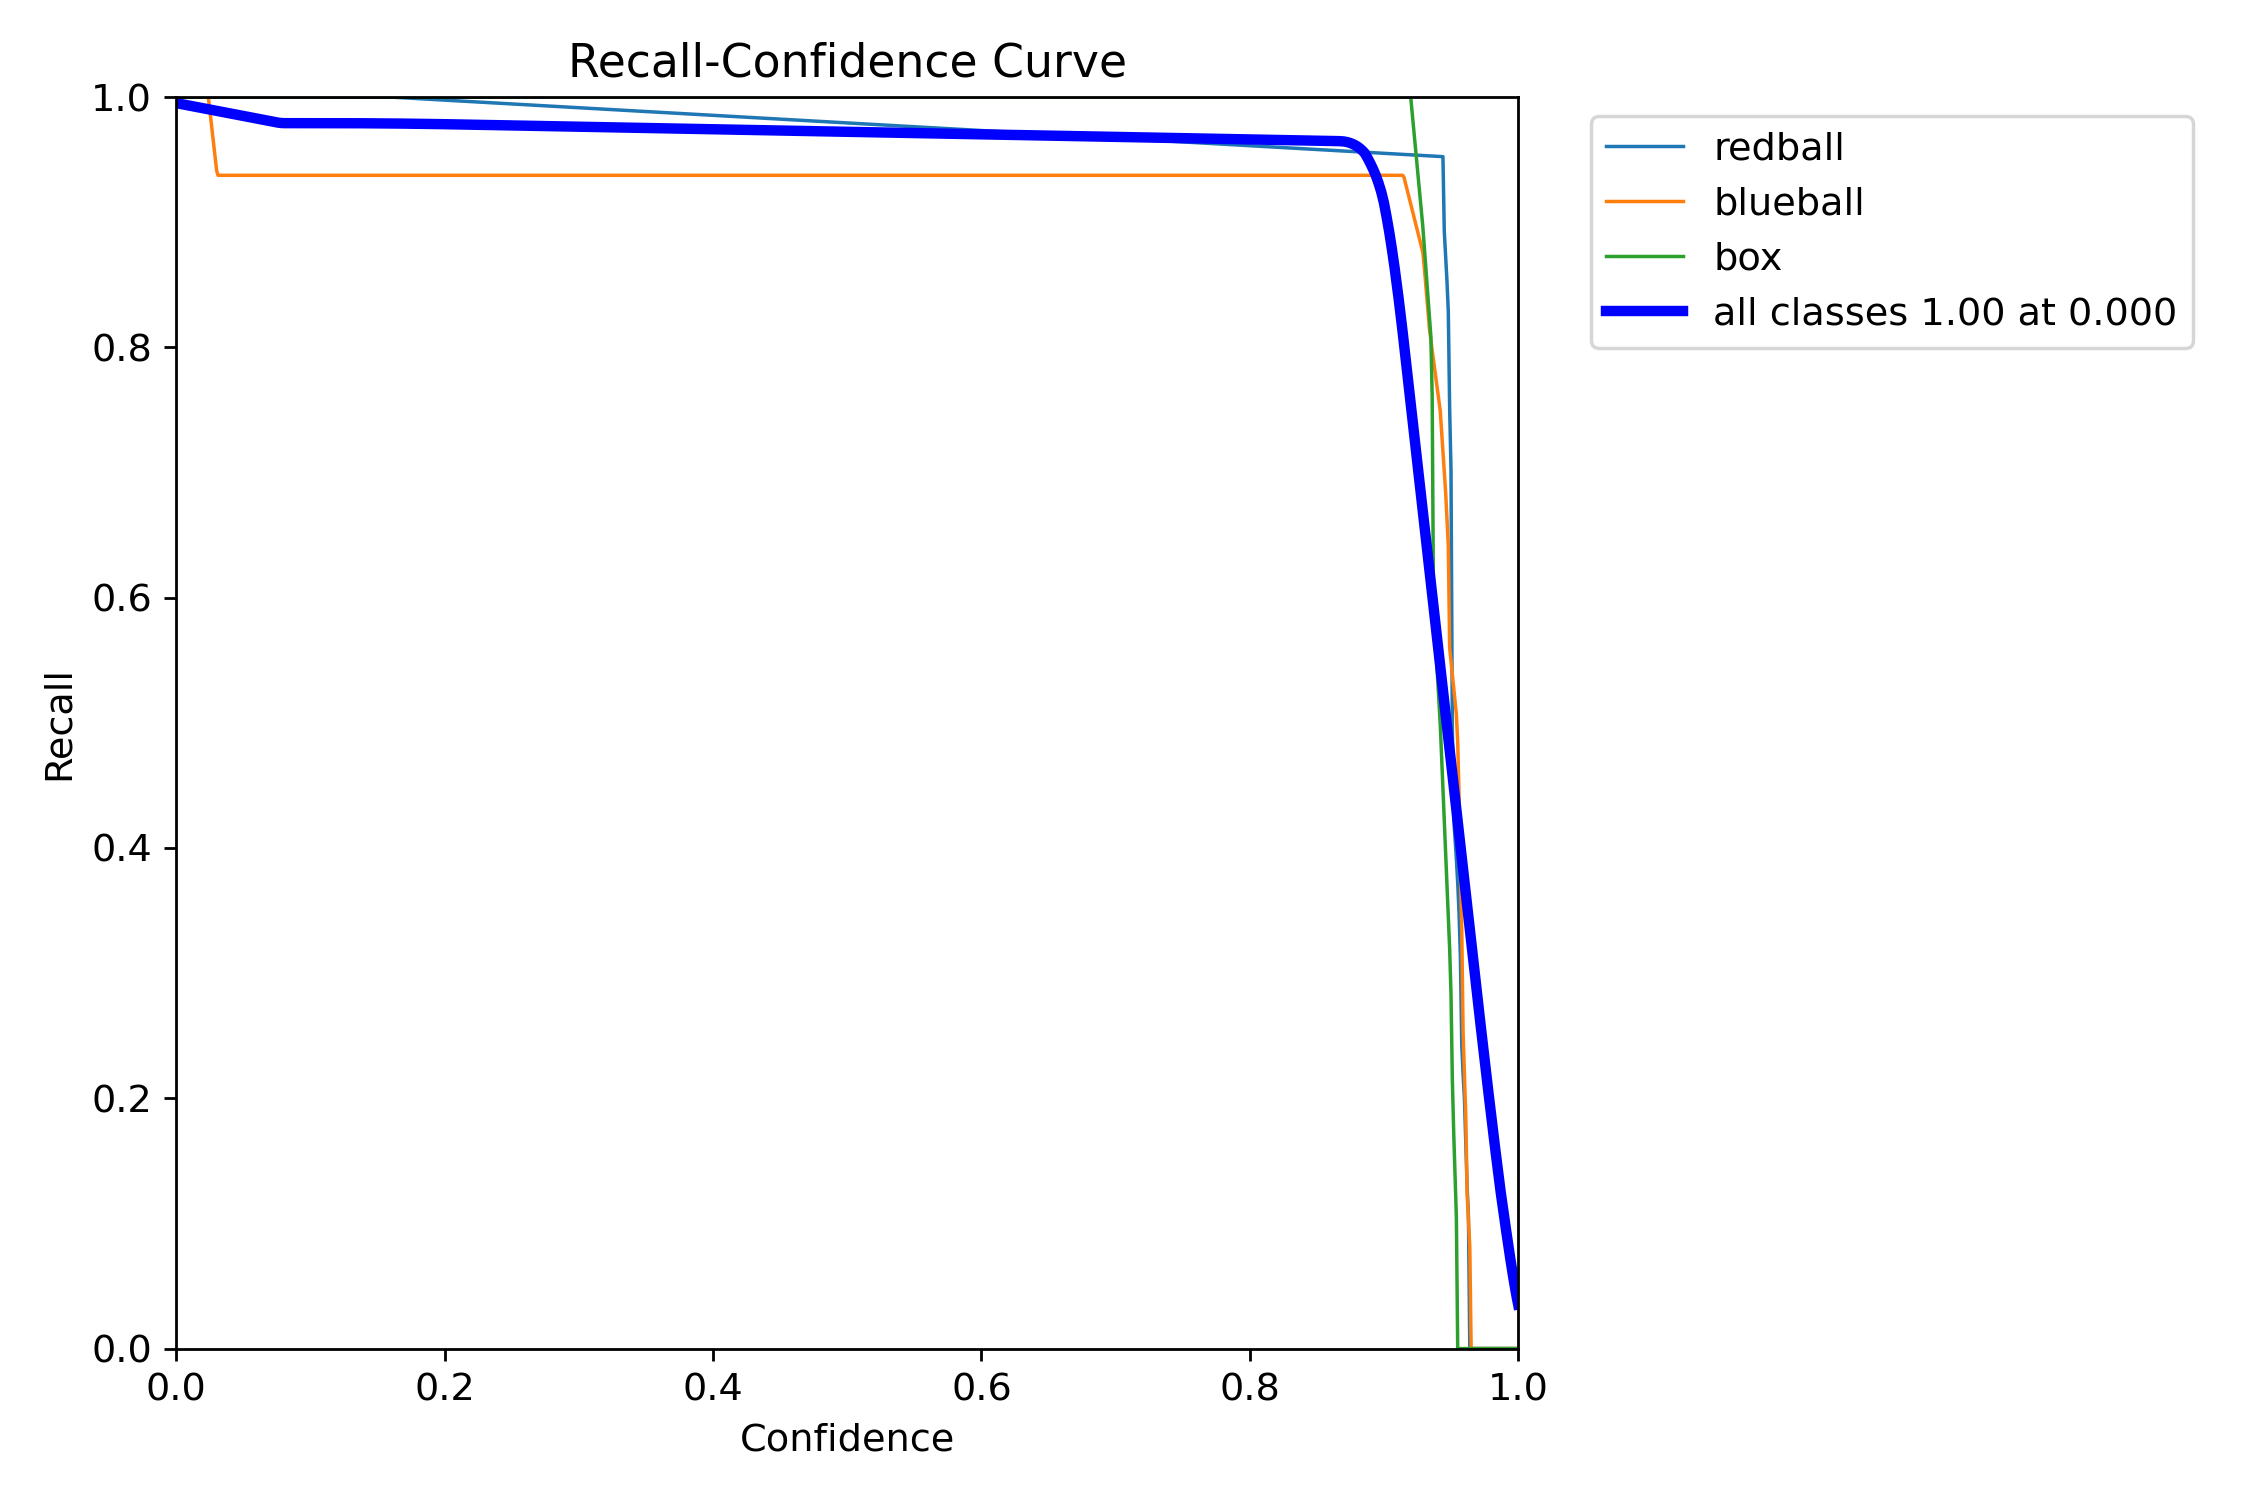 Recall-Confidence Curve
1.0
0.8
0.6
0.4
0.2
0.0
Recall
0.0 0.2 0.4 0.6 0.8 1.0
Confidence
redball
blueball
box
all classes 1.00 at 0.000